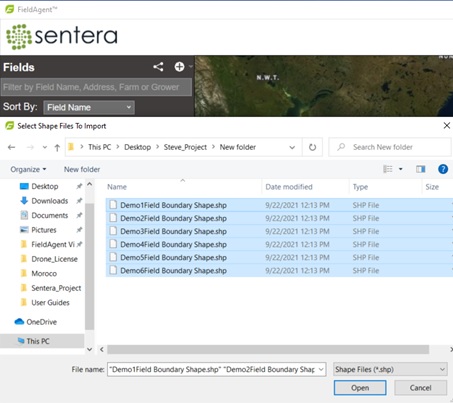 FieldAgent™
sentera
Fields
Filter by Field Name, Address, Farm or Grower
Sort By: Field Name
N.W.T.
Select Shape Files To Import
This PC > Desktop > Steve_Project > New folder
Search New folder
Organize New folder
Name Date modified Type Size
Desktop
Downloads
Documents
Pictures
FieldAgent Vi
Drone_License
Moroco
Sentera_Project
User Guides
OneDrive
This PC
Demo1Field Boundary Shape.shp 9/22/2021 12:13 PM SHP File
Demo2Field Boundary Shape.shp 9/22/2021 12:13 PM SHP File
Demo3Field Boundary Shape.shp 9/22/2021 12:13 PM SHP File
Demo4Field Boundary Shape.shp 9/22/2021 12:13 PM SHP File
Demo5Field Boundary Shape.shp 9/22/2021 12:13 PM SHP File
Demo6Field Boundary Shape.shp 9/22/2021 12:13 PM SHP File
File name: "Demo1Field Boundary Shape.shp" "Demo2Field Boundary Shap Shape Files (*.shp)
Open Cancel